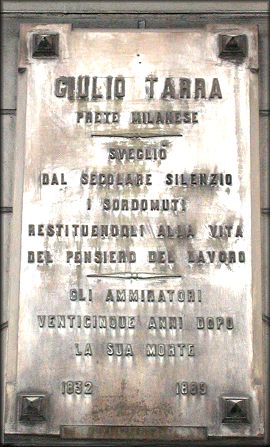 GIULIO TARRA
PRETE MILANESE
SVEGLIÒ
DAL SECOLARE SILENZIO
I SORDOMUTI
RESTITUENDOLI ALLA VITA
DEL PENSIERO DEL LAVORO
GLI AMMIRATORI
VENTICINQUE ANNI DOPO
LA SUA MORTE
1832 1889